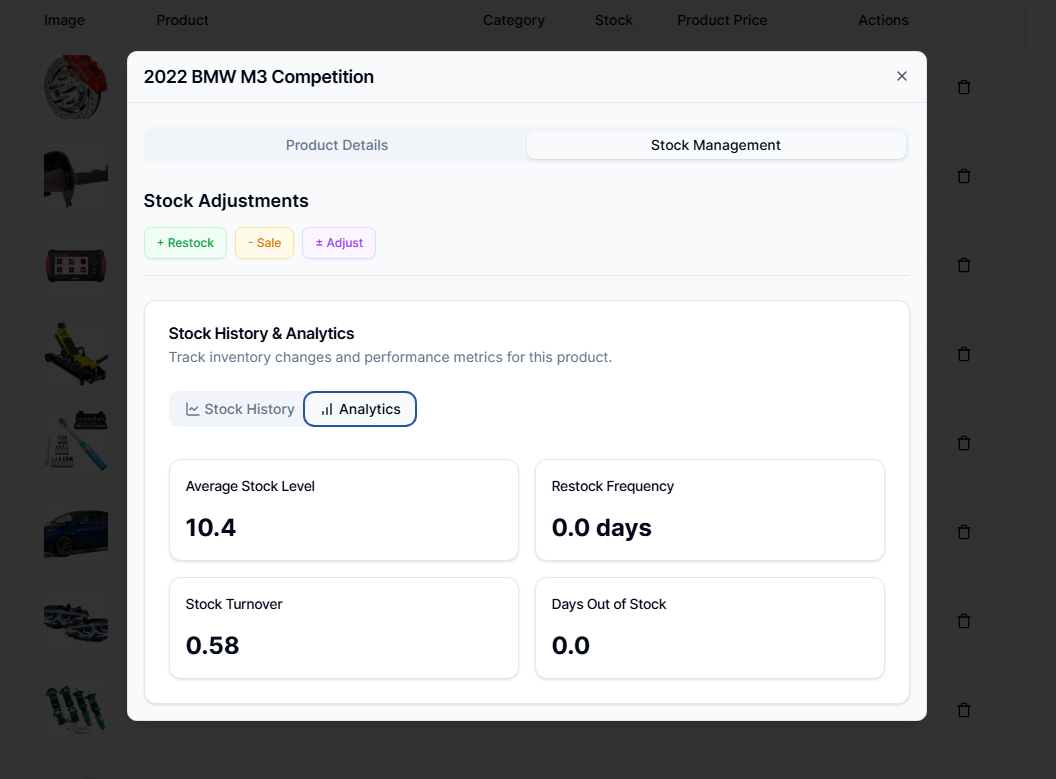 Image Product Category Stock Product Price Actions
2022 BMW M3 Competition
Product Details Stock Management
Stock Adjustments
+ Restock - Sale ± Adjust
Stock History & Analytics
Track inventory changes and performance metrics for this product.
Stock History Analytics
Average Stock Level Restock Frequency
10.4 0.0 days
Stock Turnover Days Out of Stock
0.58 0.0